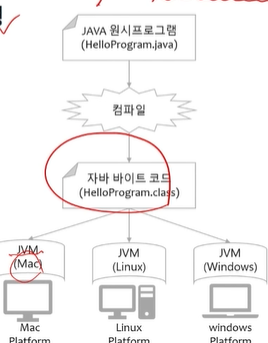 JAVA 원시프로그램
(HelloProgram.java)
컴파일
자바 바이트 코드
(HelloProgram.class)
JVM
(Mac)
JVM
(Linux)
JVM
(Windows)
Mac
Platform
Linux
Platform
windows
Platform